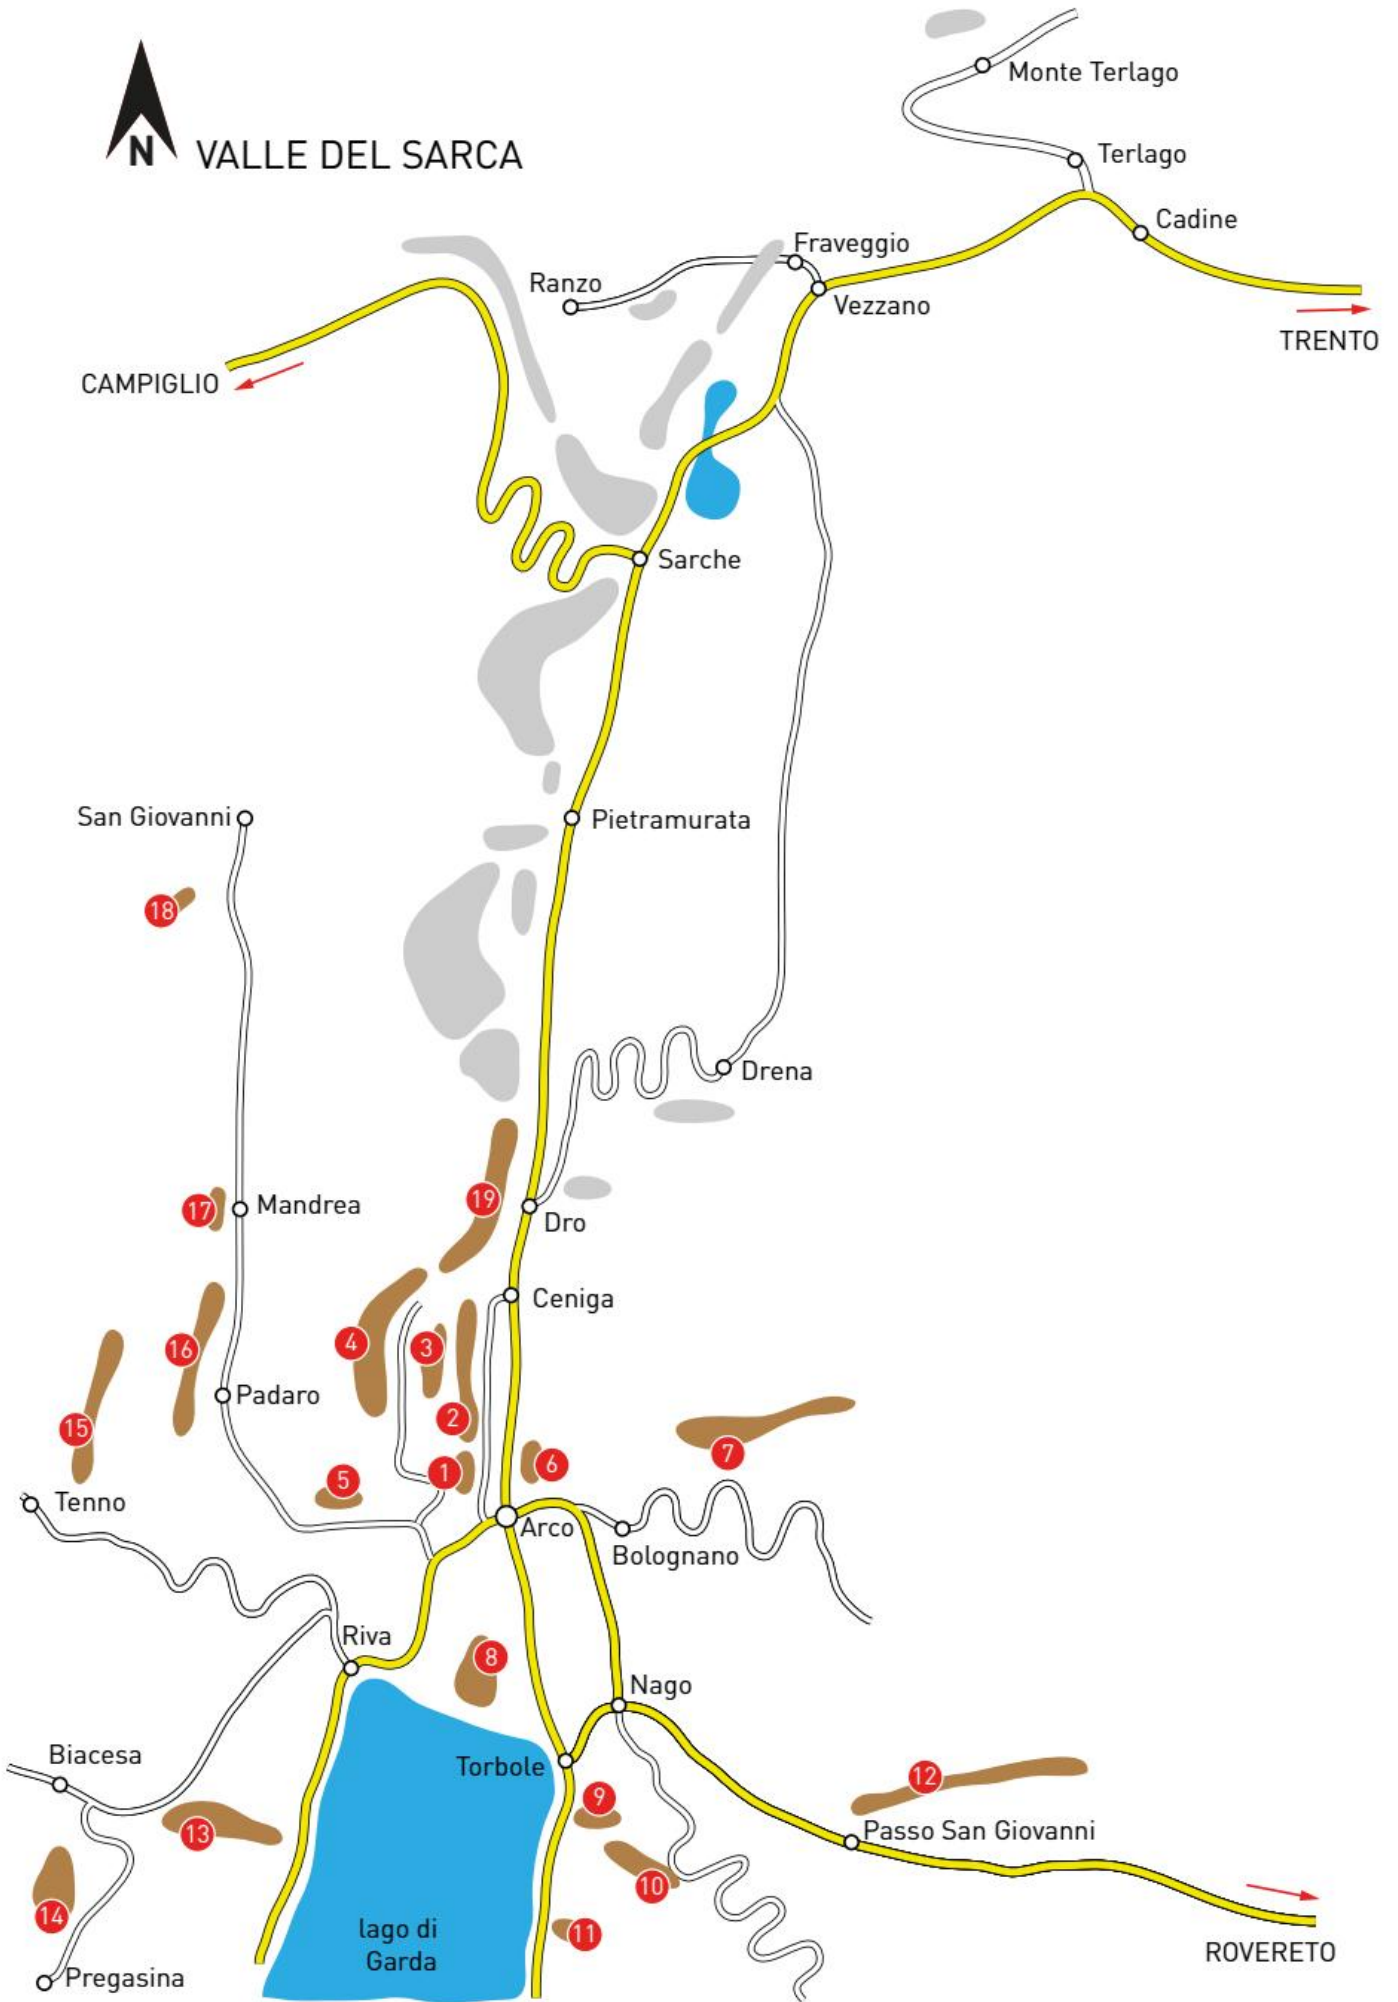 Monte Terlago
N VALLE DEL SARCA
Terlago
Cadine
Fraveggio
Ranzo
Vezzano
TRENTO
CAMPIGLIO
Sarche
San Giovanni
Pietramurata
18
Drena
19
17
Mandrea
Dro
Ceniga
4
3
16
Padaro
2
15
7
6
1
5
Tenno
Arco
Bolognano
Riva
8
Nago
Biacesa
Torbole
12
9
Passo San Giovanni
13
10
14
11
lago di
Garda
ROVERETO
Pregasina